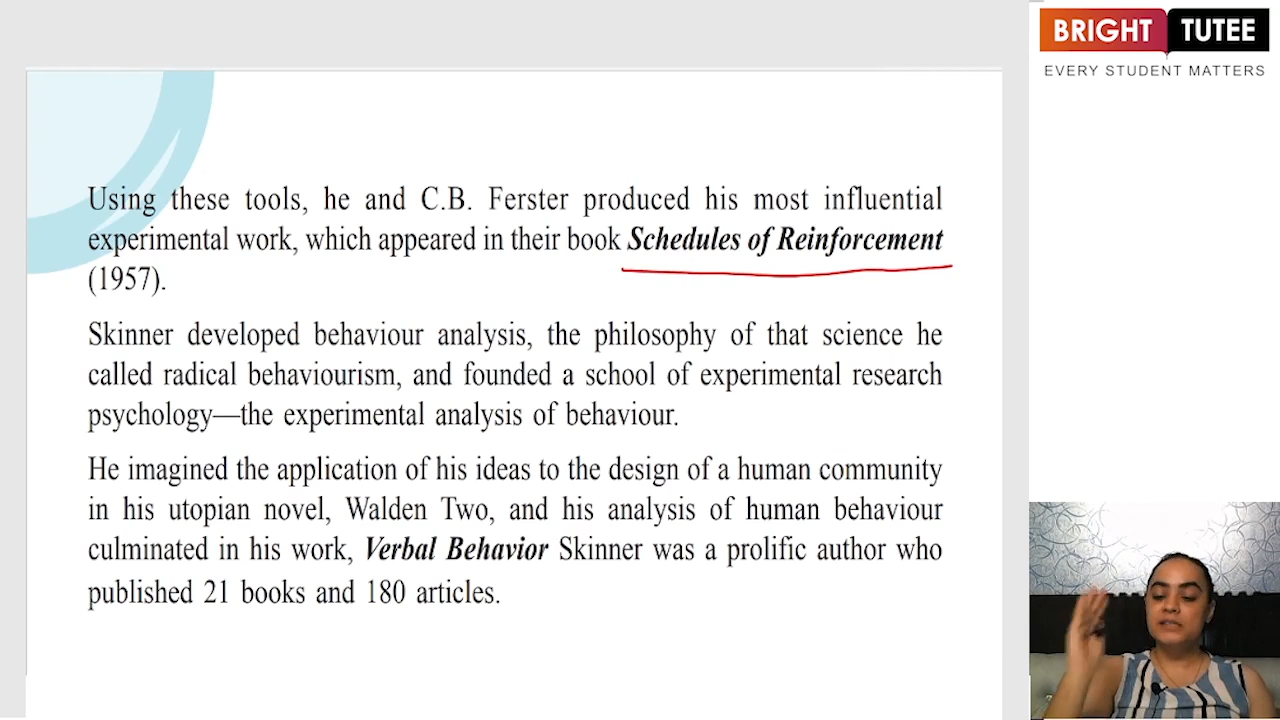 BRIGHT TUTEE
EVERY STUDENT MATTERS
Using these tools, he and C.B. Ferster produced his most influential
experimental work, which appeared in their book Schedules of Reinforcement
(1957).
Skinner developed behaviour analysis, the philosophy of that science he
called radical behaviourism, and founded a school of experimental research
psychology—the experimental analysis of behaviour.
He imagined the application of his ideas to the design of a human community
in his utopian novel, Walden Two, and his analysis of human behaviour
culminated in his work, Verbal Behavior Skinner was a prolific author who
published 21 books and 180 articles.